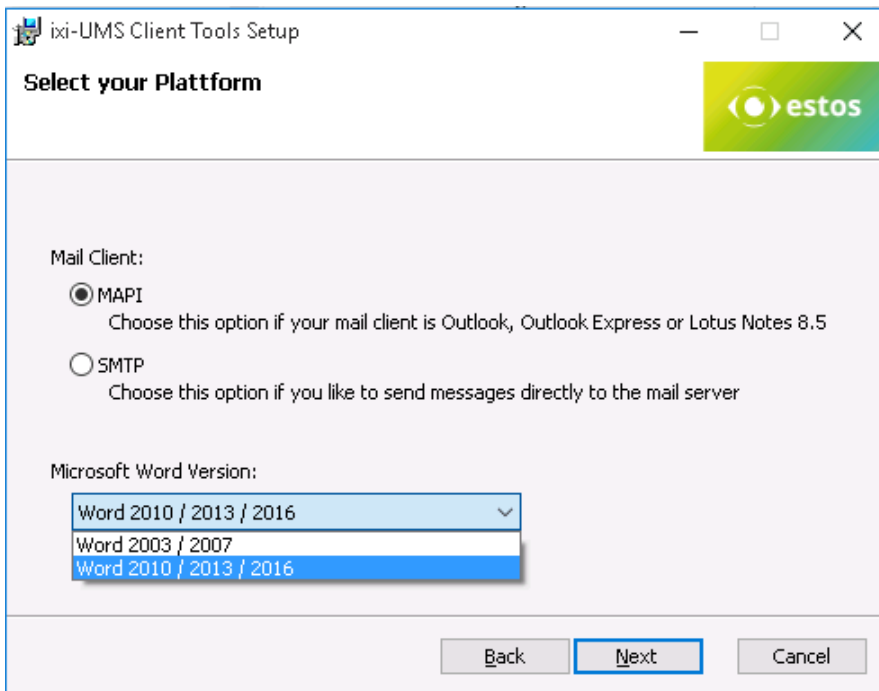 ixi-UMS Client Tools Setup
Select your Plattform
estos
Mail Client:
MAPI
Choose this option if your mail client is Outlook, Outlook Express or Lotus Notes 8.5
SMTP
Choose this option if you like to send messages directly to the mail server
Microsoft Word Version:
Word 2010 / 2013 / 2016
Word 2003 / 2007
Word 2010 / 2013 / 2016
Back Next Cancel